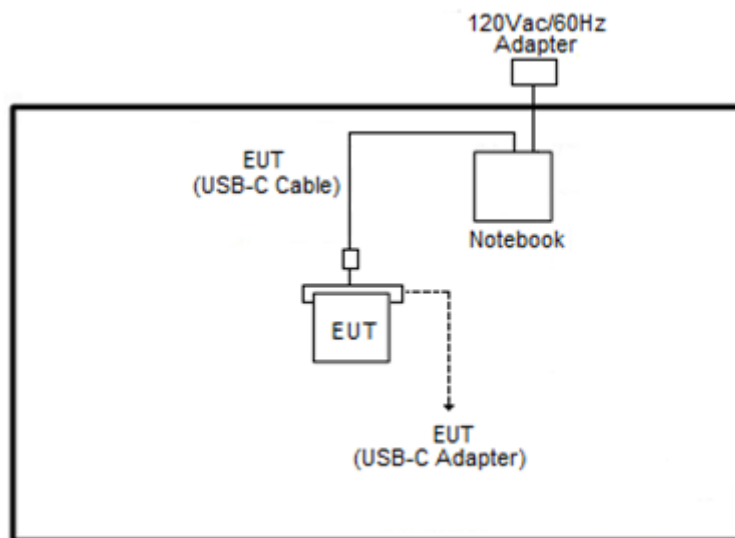 120Vac/60Hz
Adapter
EUT
(USB-C Cable)
Notebook
EUT
EUT
(USB-C Adapter)